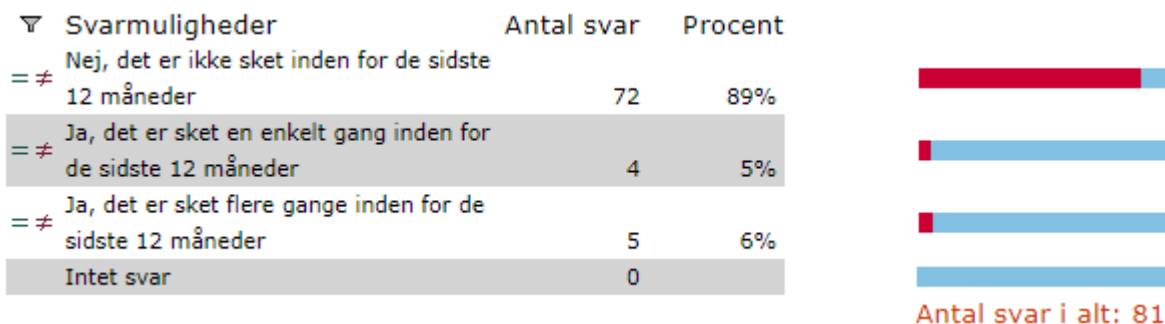 Svarmuligheder Antal svar Procent
Nej, det er ikke sket inden for de sidste
= ≠
12 måneder 72 89%
Ja, det er sket en enkelt gang inden for
= ≠
de sidste 12 måneder 4 5%
Ja, det er sket flere gange inden for de
= ≠
sidste 12 måneder 5 6%
Intet svar 0
Antal svar i alt: 81